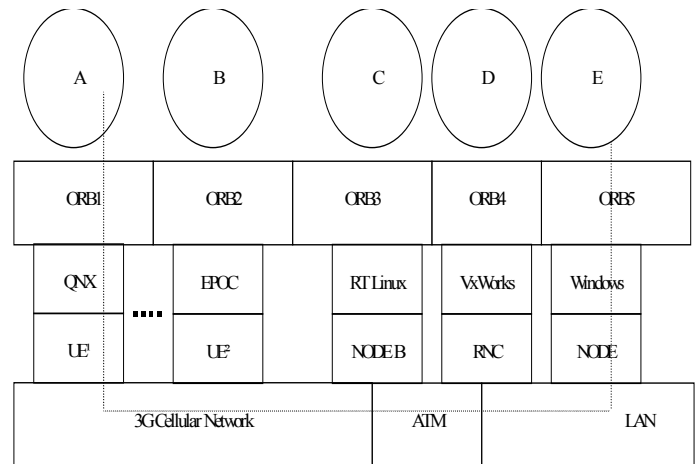 A B C D E
ORB1 ORB2 ORB3 ORB4 ORB5
QNX EPOC RT Linux VxWorks Windows
UE¹ UE² NODE B RNC NODE
3G Cellular Network ATM LAN